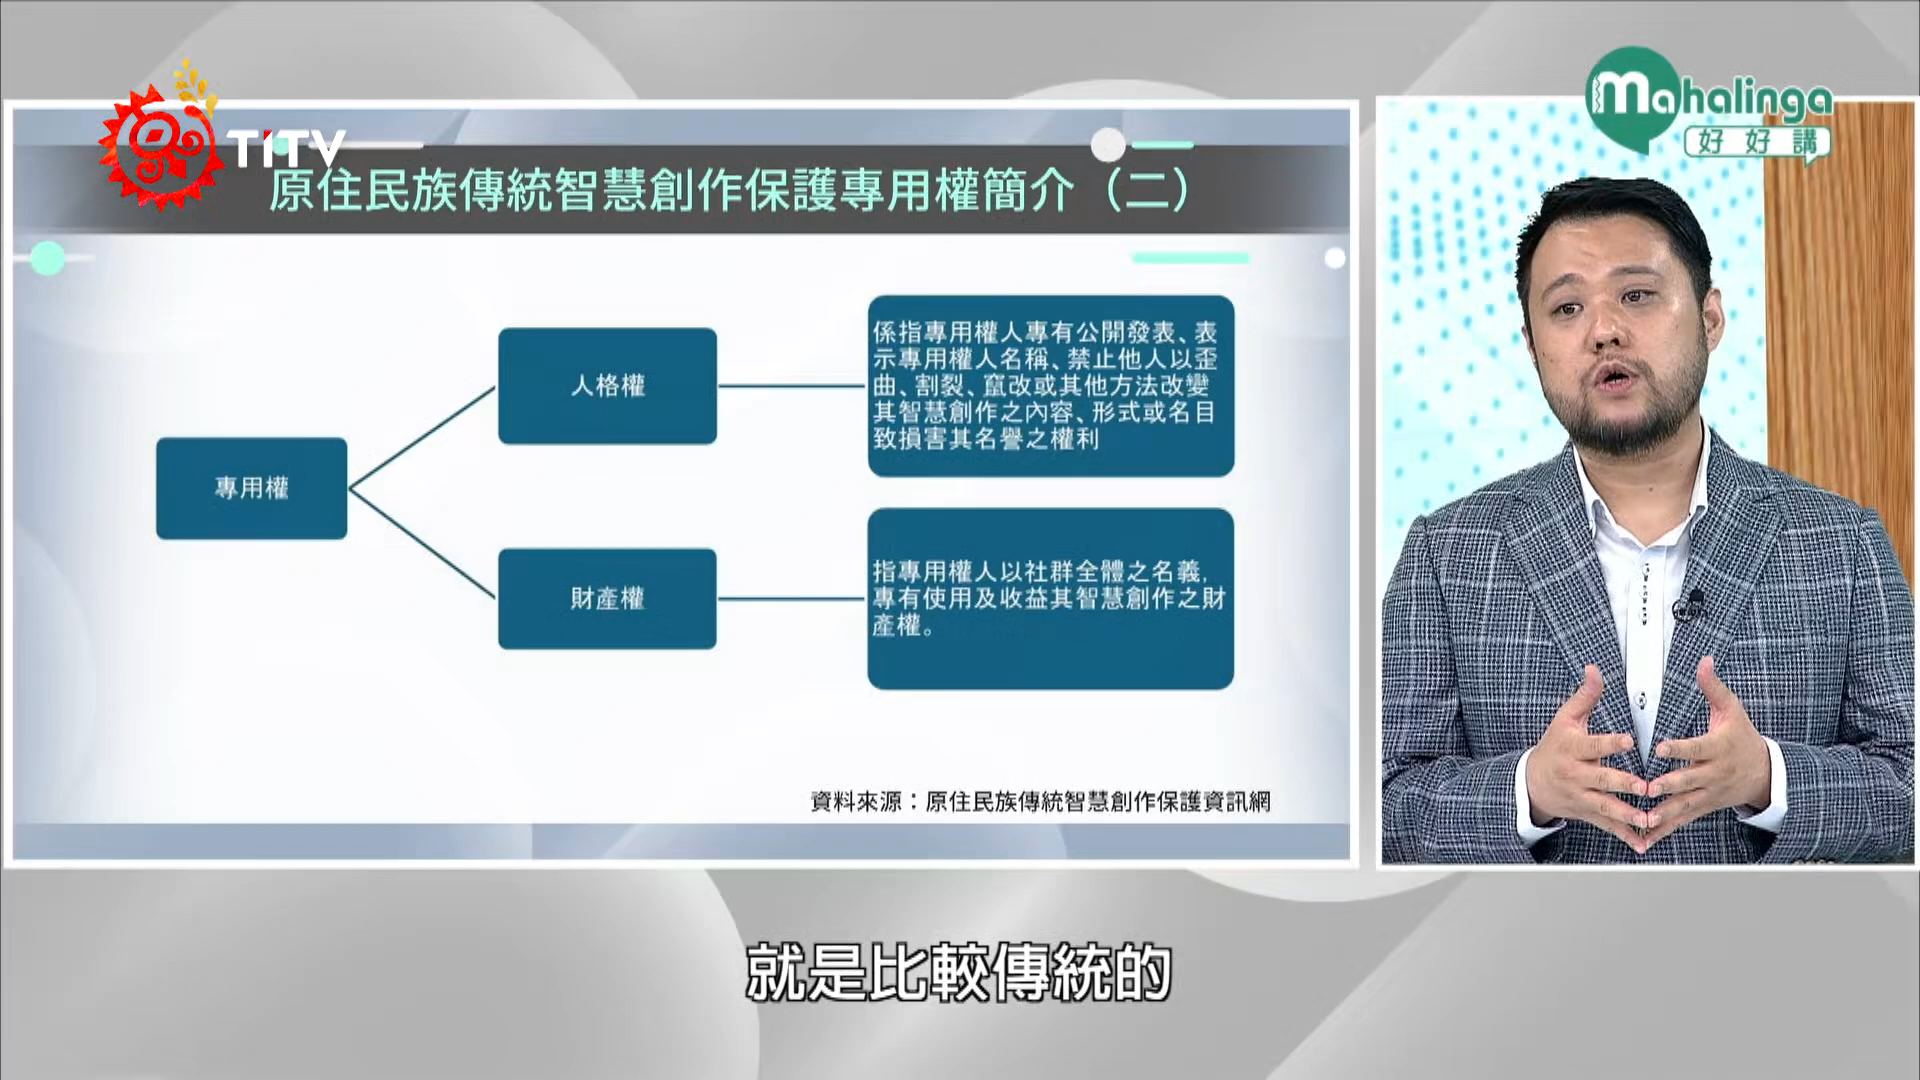 TiTV
Mahalinga
好好講
原住民族傳統智慧創作保護專用權簡介（二）
專用權
人格權
係指專用權人專有公開發表、表
示專用權人名稱、禁止他人以歪
曲、割裂、竄改或其他方法改變
其智慧創作之內容、形式或名目
致損害其名譽之權利
財產權
指專用權人以社群全體之名義,
專有使用及收益其智慧創作之財
產權。
資料來源：原住民族傳統智慧創作保護資訊網
就是比較傳統的